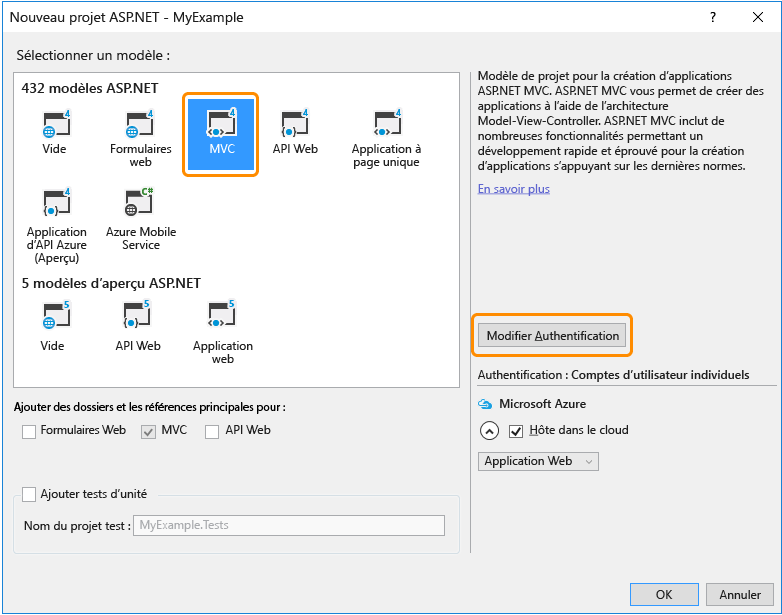 Nouveau projet ASP.NET - MyExample
?
Sélectionner un modèle :
432 modèles ASP.NET
4
Vide
4
Formulaires
web
4
MVC
4
API Web
4
Application à
page unique
4
Application
d'API Azure
(Aperçu)
C#
Azure Mobile
Service
5 modèles d'aperçu ASP.NET
5
Vide
5
API Web
5
Application
web
Ajouter des dossiers et les références principales pour :
Formulaires Web
MVC
API Web
Ajouter tests d'unité
Nom du projet test :
MyExample.Tests
Modèle de projet pour la création d'applications
ASP.NET MVC. ASP.NET MVC vous permet de créer des
applications à l'aide de l'architecture
Model-View-Controller. ASP.NET MVC inclut de
nombreuses fonctionnalités permettant un
développement rapide et éprouvé pour la création
d'applications s'appuyant sur les dernières normes.
En savoir plus
Modifier Authentification
Authentification : Comptes d'utilisateur individuels
Microsoft Azure
Hôte dans le cloud
Application Web
OK
Annuler